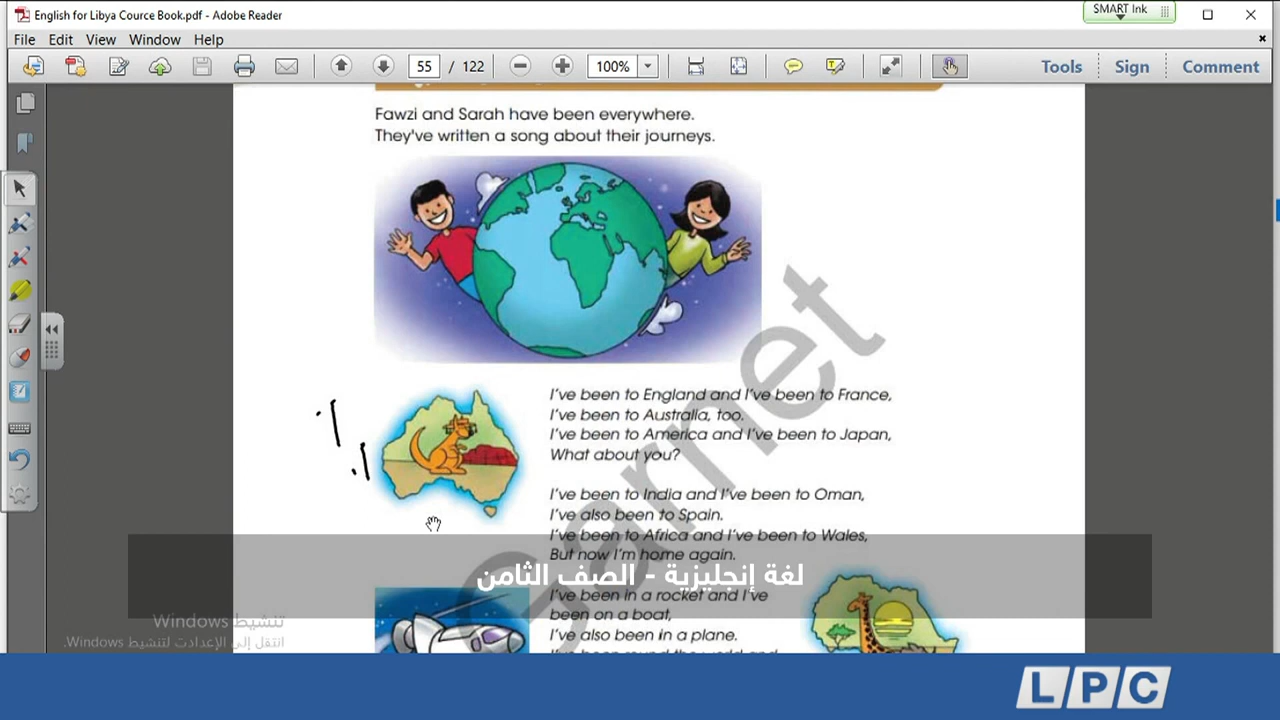 English for Libya Cource Book.pdf - Adobe Reader
SMART Ink
File Edit View Window Help
55 / 122
100%
Tools Sign Comment
Fawzi and Sarah have been everywhere.
They've written a song about their journeys.
I've been to England and I've been to France,
I've been to Australia, too.
I've been to America and I've been to Japan,
What about you?
I've been to India and I've been to Oman,
I've also been to Spain.
I've been to Africa and I've been to Wales,
But now I'm home again.
لغة إنجليزية - الصف الثامن
I've been in a rocket and I've
been on a boat,
I've also been in a plane.
Garnet
تنشيط Windows
انتقل إلى الإعدادت لتنشيط Windows.
LPC